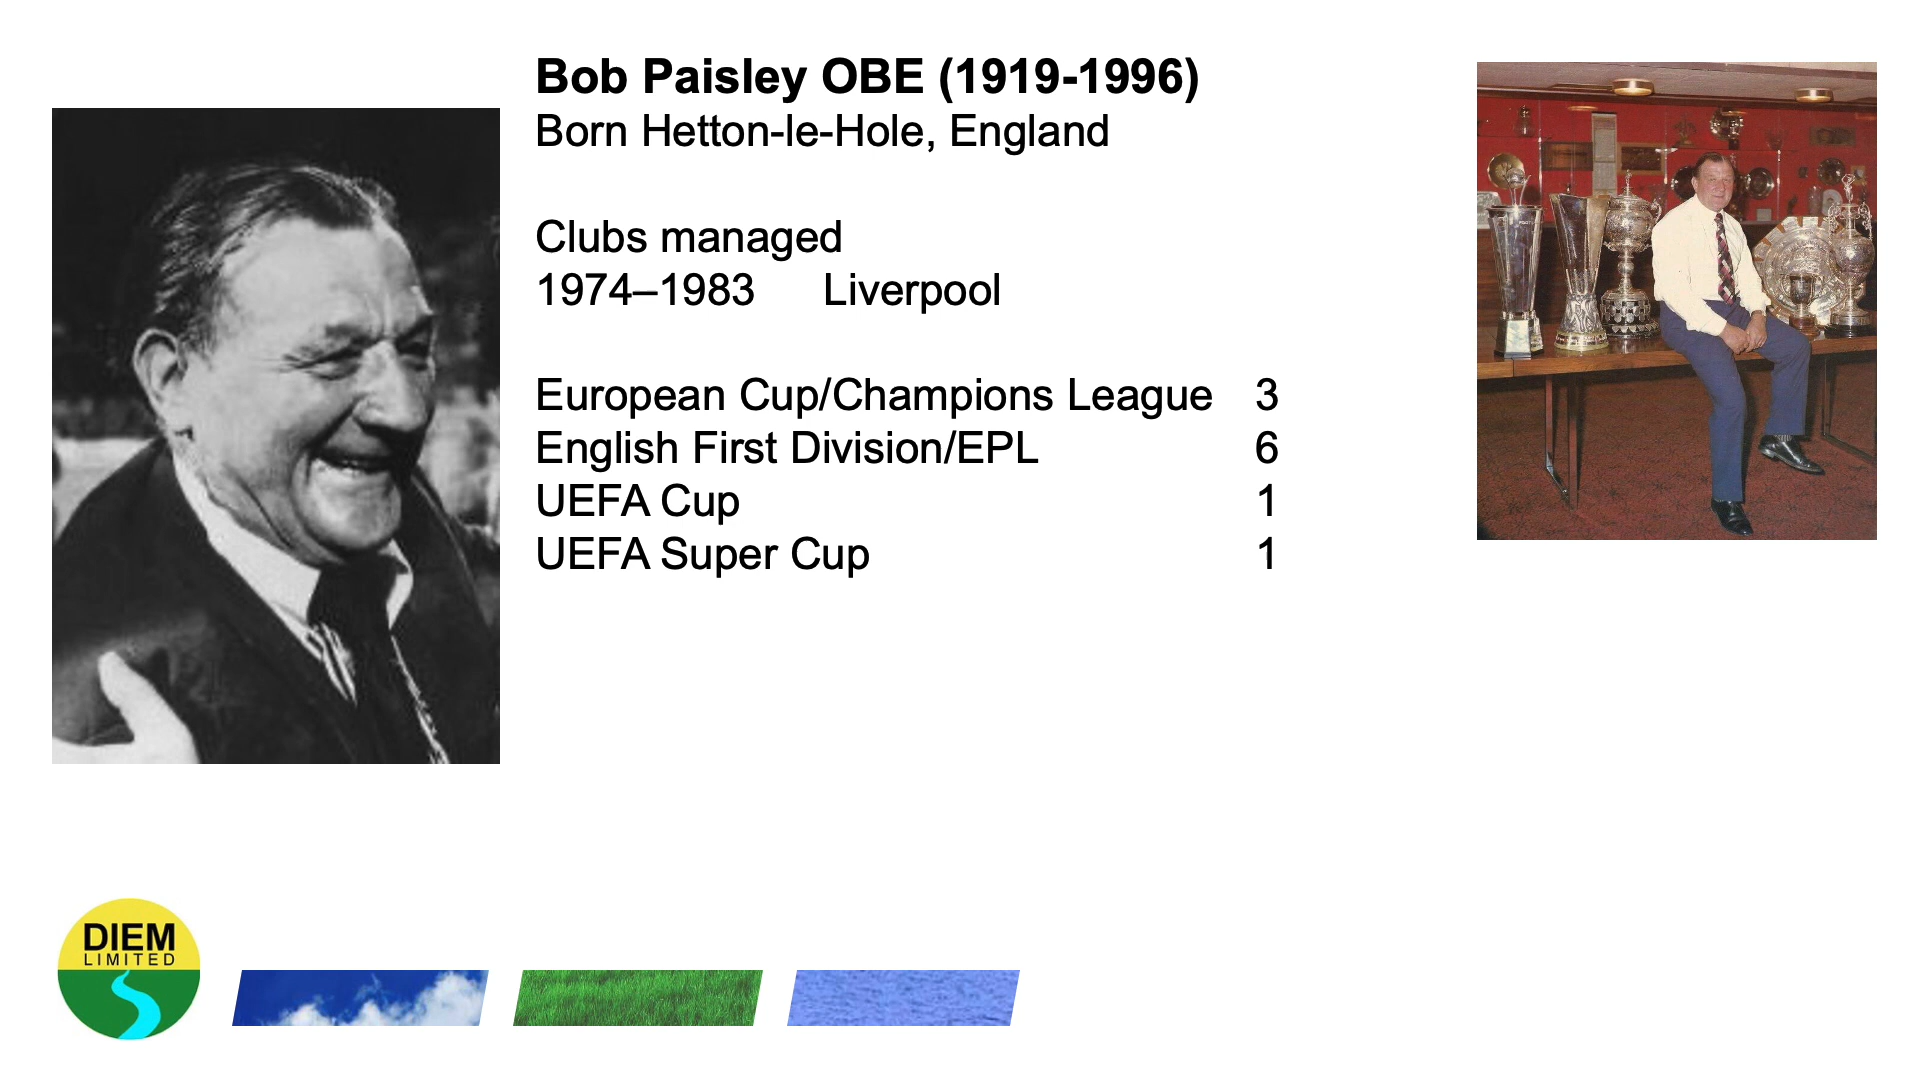 Bob Paisley OBE (1919-1996)
Born Hetton-le-Hole, England
Clubs managed
1974–1983 Liverpool
European Cup/Champions League 3
English First Division/EPL 6
UEFA Cup 1
UEFA Super Cup 1
DIEM
LIMITED